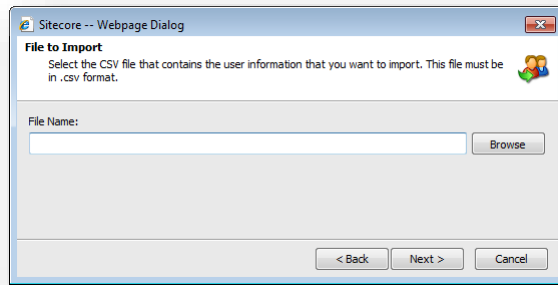 Sitecore -- Webpage Dialog
File to Import
Select the CSV file that contains the user information that you want to import. This file must be
in .csv format.
File Name:
Browse
< Back
Next >
Cancel